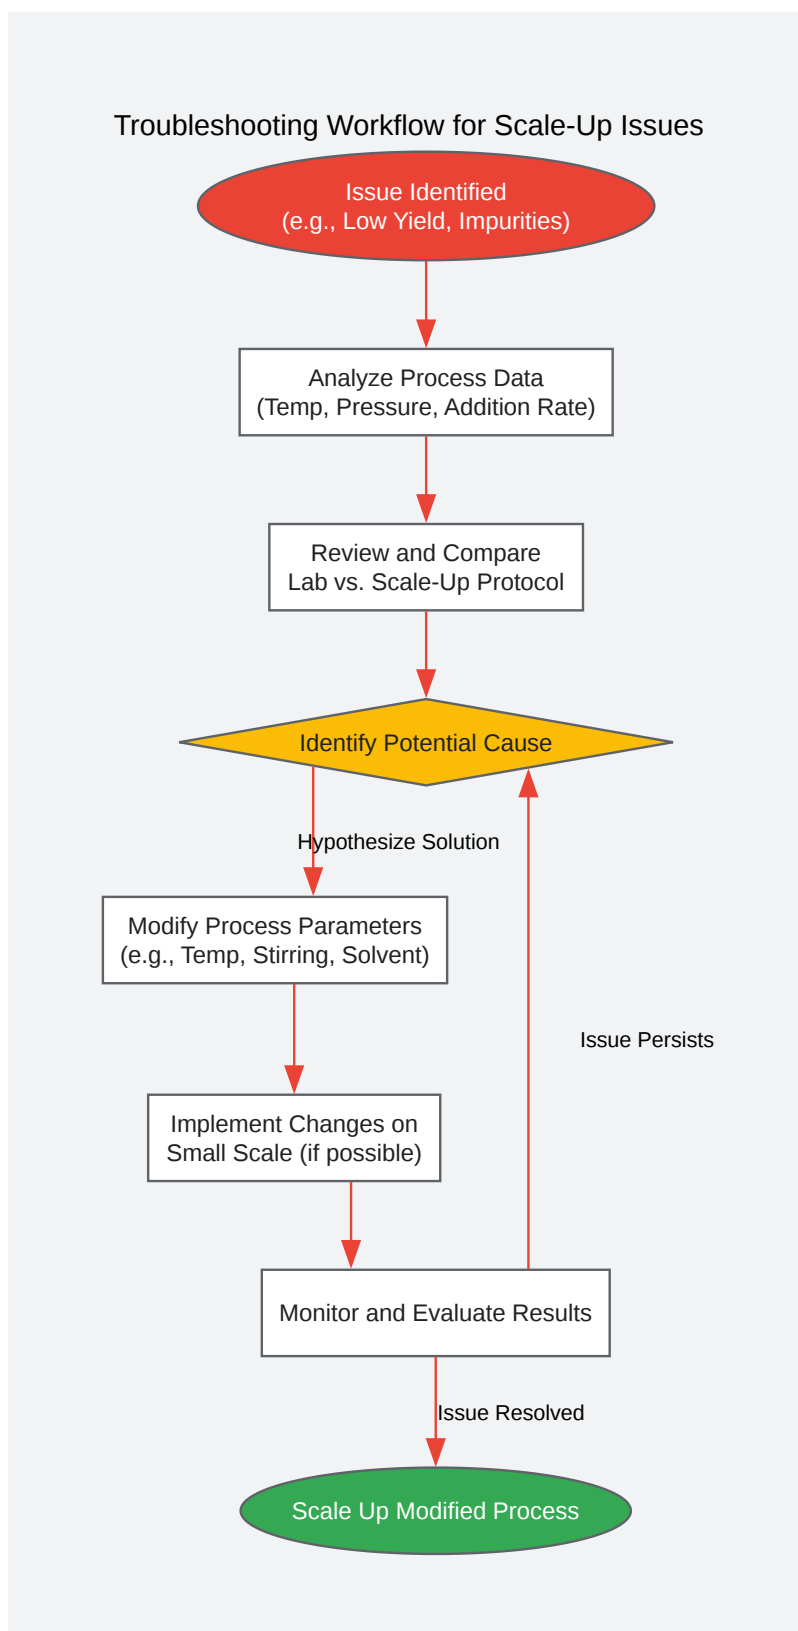 Troubleshooting Workflow for Scale-Up Issues
Issue Identified
(e.g., Low Yield, Impurities)
Analyze Process Data
(Temp, Pressure, Addition Rate)
Review and Compare
Lab vs. Scale-Up Protocol
Identify Potential Cause
Hypothesize Solution
Modify Process Parameters
(e.g., Temp, Stirring, Solvent)
Issue Persists
Implement Changes on
Small Scale (if possible)
Monitor and Evaluate Results
Issue Resolved
Scale Up Modified Process